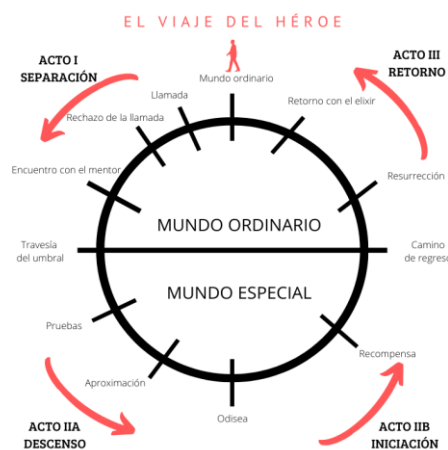 EL VIAJE DEL HÉROE
ACTO I
SEPARACIÓN
ACTO III
RETORNO
Mundo ordinario
Llamada
Retorno con el elixir
Rechazo de la llamada
Encuentro con el mentor
Resurrección
MUNDO ORDINARIO
Travesía
del umbral
Camino
de regreso
MUNDO ESPECIAL
Pruebas
Recompensa
Aproximación
Odisea
ACTO IIA
DESCENSO
ACTO IIB
INICIACIÓN